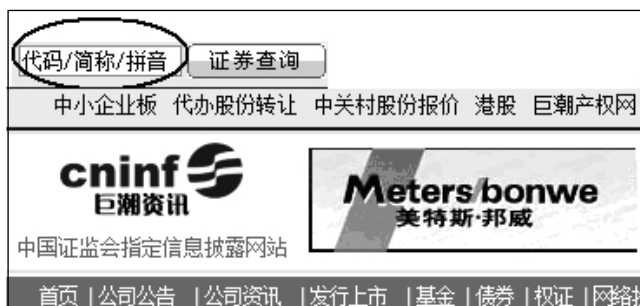 代码/简称/拼音 证券查询
中小企业板 代办股份转让 中关村股份报价 港股 巨潮产权网
cninf
巨潮资讯
中国证监会指定信息披露网站
Meters/bonwe
美特斯·邦威
首页 | 公司公告 | 公司资讯 | 发行上市 | 基金 | 债券 | 权证 | 网络